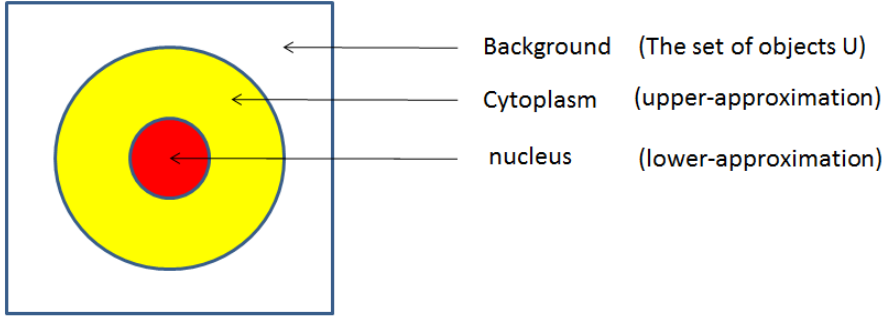 Background (The set of objects U)
Cytoplasm (upper-approximation)
nucleus (lower-approximation)